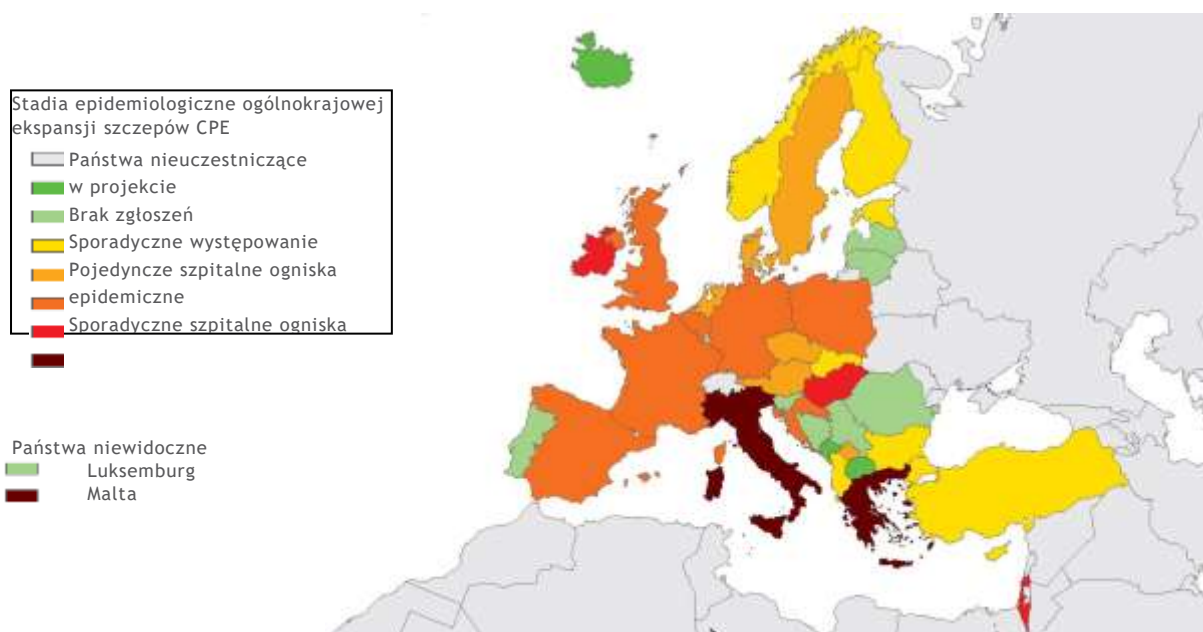 Stadia epidemiologiczne ogólnokrajowej
ekspansji szczepów CPE
Państwa nieuczestniczące
w projekcie
Brak zgłoszeń
Sporadyczne występowanie
Pojedyncze szpitalne ogniska
epidemiczne
Sporadyczne szpitalne ogniska
Państwa niewidoczne
Luksemburg
Malta